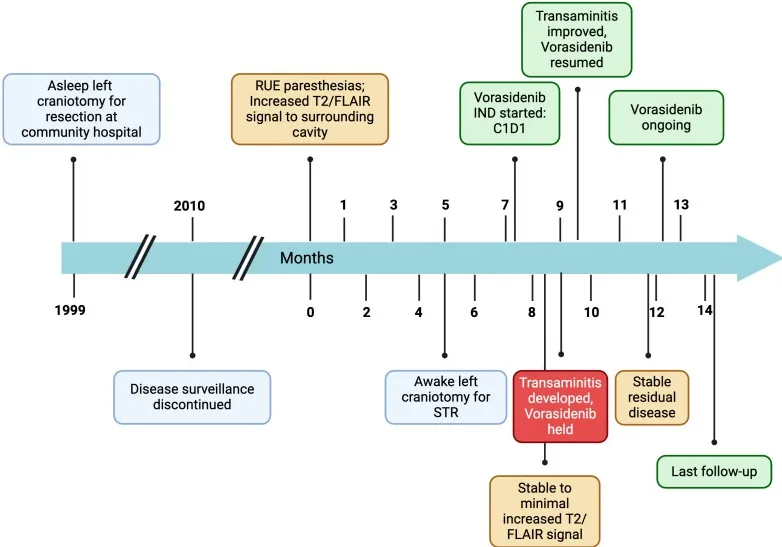 Transaminitis
improved,
Vorasidenib
resumed
Asleep left
craniotomy for
resection at
community hospital
RUE paresthesias;
Increased T2/FLAIR
signal to surrounding
cavity
Vorasidenib
IND started:
C1D1
Vorasidenib
ongoing
2010
1
3
5
7
9
11
13
Months
1999
0
2
4
6
8
10
12
14
Disease surveillance
discontinued
Awake left
craniotomy for
STR
Transaminitis
developed,
Vorasidenib
held
Stable
residual
disease
Last follow-up
Stable to
minimal
increased T2/
FLAIR signal